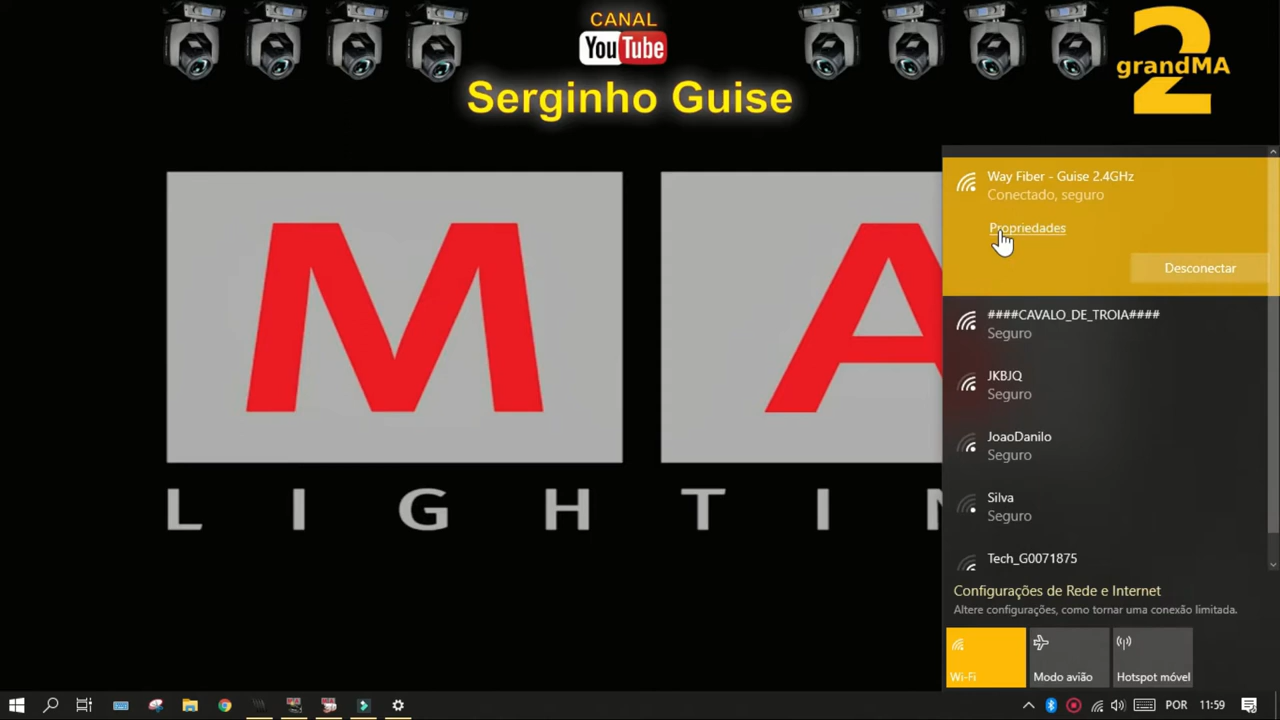 CANAL
YouTube
Serginho Guise
2
grandMA
M A
L I G H T I
Way Fiber - Guise 2.4GHz
Conectado, seguro
Propriedades
Desconectar
####CAVALO_DE_TROIA####
Seguro
JKBJQ
Seguro
JoaoDanilo
Seguro
Silva
Seguro
Tech_G0071875
Configurações de Rede e Internet
Altere configurações, como tornar uma conexão limitada.
Wi-Fi
Modo avião
Hotspot móvel
POR
11:59